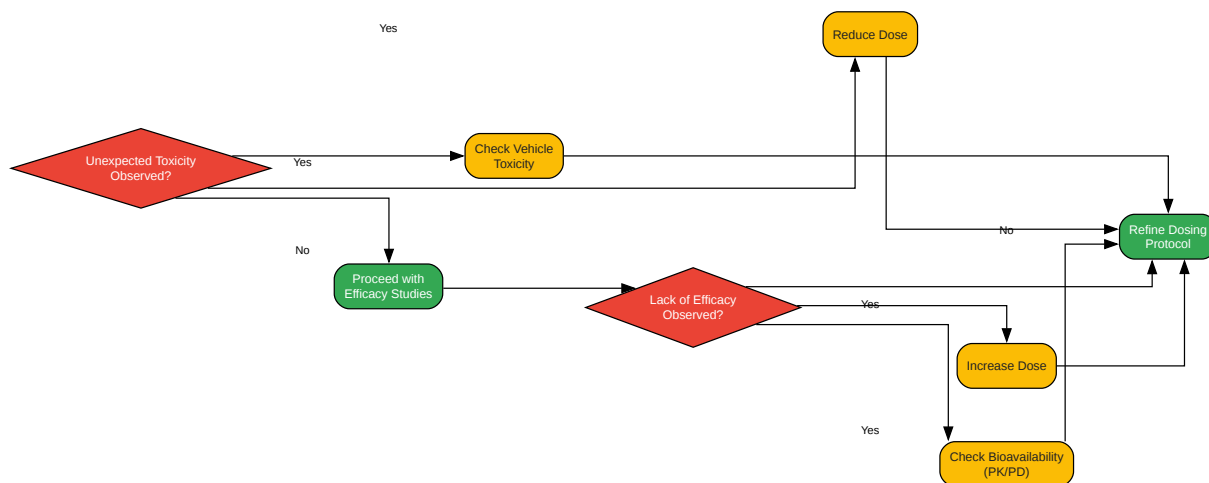 Yes
Reduce Dose
Unexpected Toxicity
Observed?
Yes
Check Vehicle
Toxicity
No
Refine Dosing
Protocol
No
Proceed with
Efficacy Studies
Lack of Efficacy
Observed?
Yes
Increase Dose
Yes
Check Bioavailability
(PK/PD)